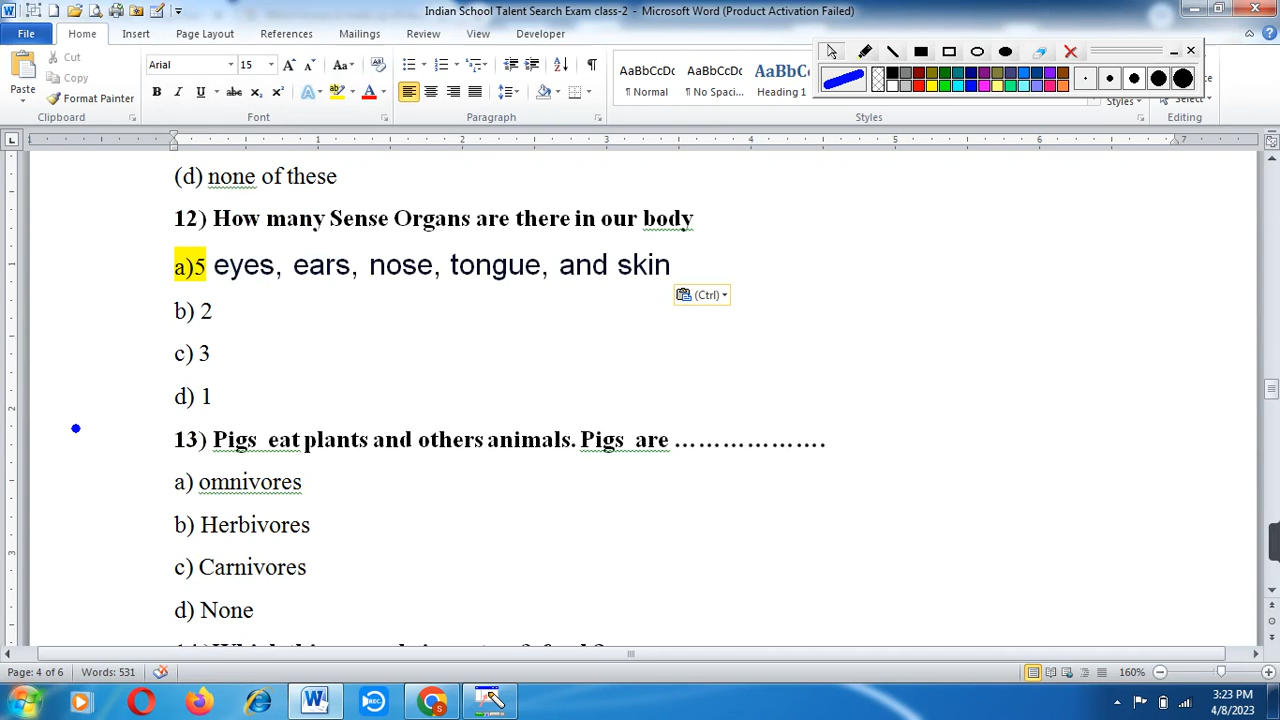 Indian School Talent Search Exam class-2 - Microsoft Word (Product Activation Failed)
File Home Insert Page Layout References Mailings Review View Developer
Cut
Copy
Format Painter
Paste
Arial 15
AaBbCcDc AaBbCcDc AaBbC
¶ Normal ¶ No Spaci... Heading 1
Styles
Select
Clipboard Font Paragraph Styles Editing
(d) none of these
12) How many Sense Organs are there in our body
a)5 eyes, ears, nose, tongue, and skin
(Ctrl)
b) 2
c) 3
d) 1
13) Pigs eat plants and others animals. Pigs are ……………….
a) omnivores
b) Herbivores
c) Carnivores
d) None
Page: 4 of 6 Words: 531 160%
3:23 PM
4/8/2023